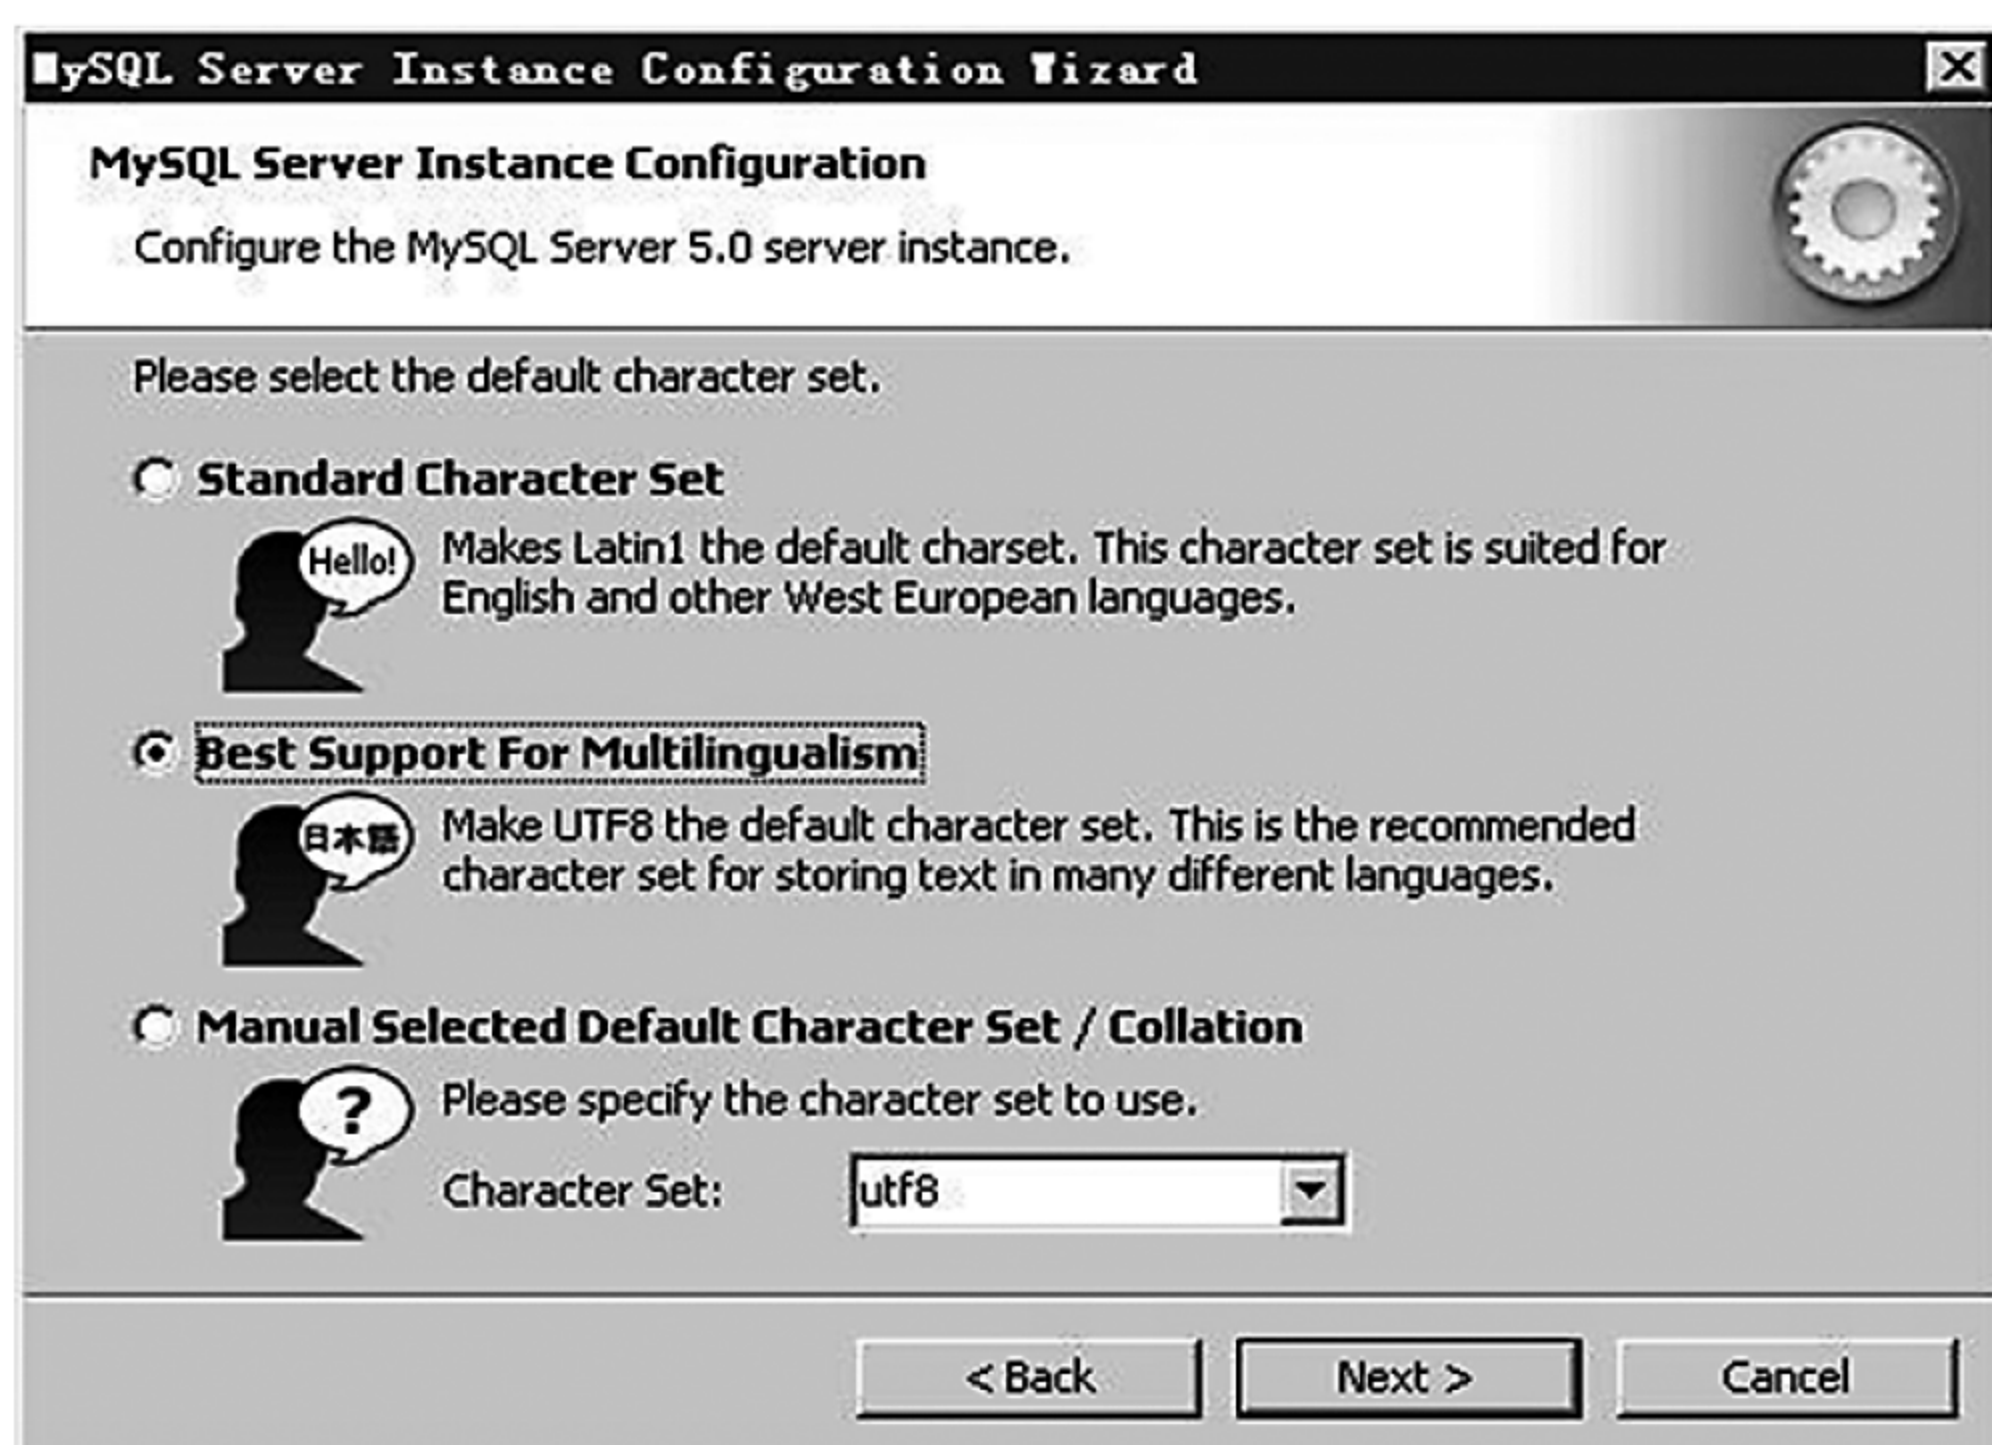 MySQL Server Instance Configuration Wizard
MySQL Server Instance Configuration
Configure the MySQL Server 5.0 server instance.
Please select the default character set.
Standard Character Set
Hello!
Makes Latin1 the default charset. This character set is suited for
English and other West European languages.
Best Support For Multilingualism
日本語
Make UTF8 the default character set. This is the recommended
character set for storing text in many different languages.
Manual Selected Default Character Set / Collation
?
Please specify the character set to use.
Character Set: utf8
< Back Next > Cancel